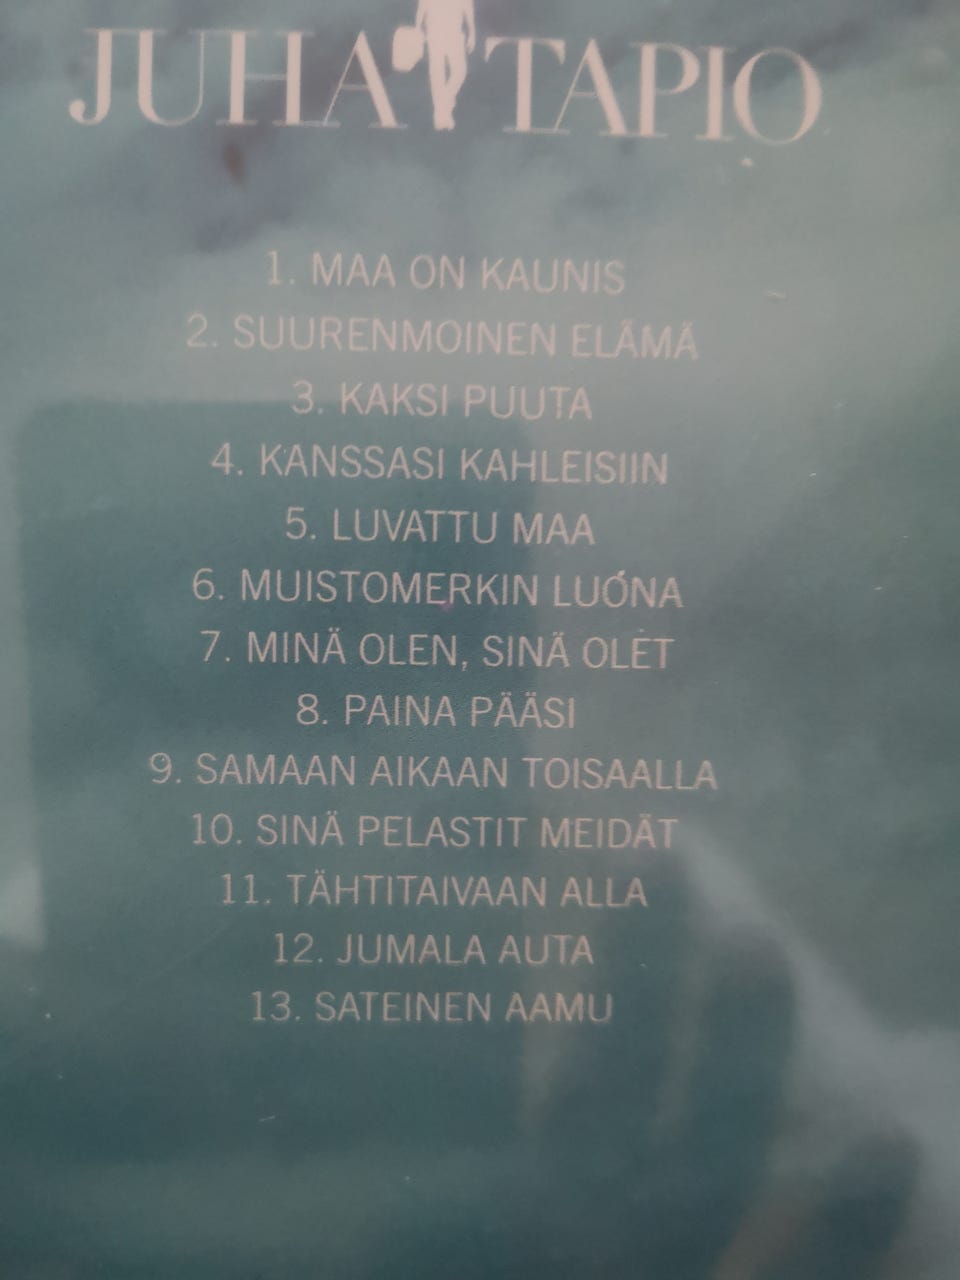 JUHA TAPIO
1. MAA ON KAUNIS
2. SUURENMOINEN ELÄMÄ
3. KAKSI PUUTA
4. KANSSASI KAHLEISIIN
5. LUVATTU MAA
6. MUISTOMERKIN LUONA
7. MINÄ OLEN, SINÄ OLET
8. PAINA PÄÄSI
9. SAMAAN AIKAAN TOISAALLA
10. SINÄ PELASTIT MEIDÄT
11. TÄHTITAIVAAN ALLA
12. JUMALA AUTA
13. SATEINEN AAMU